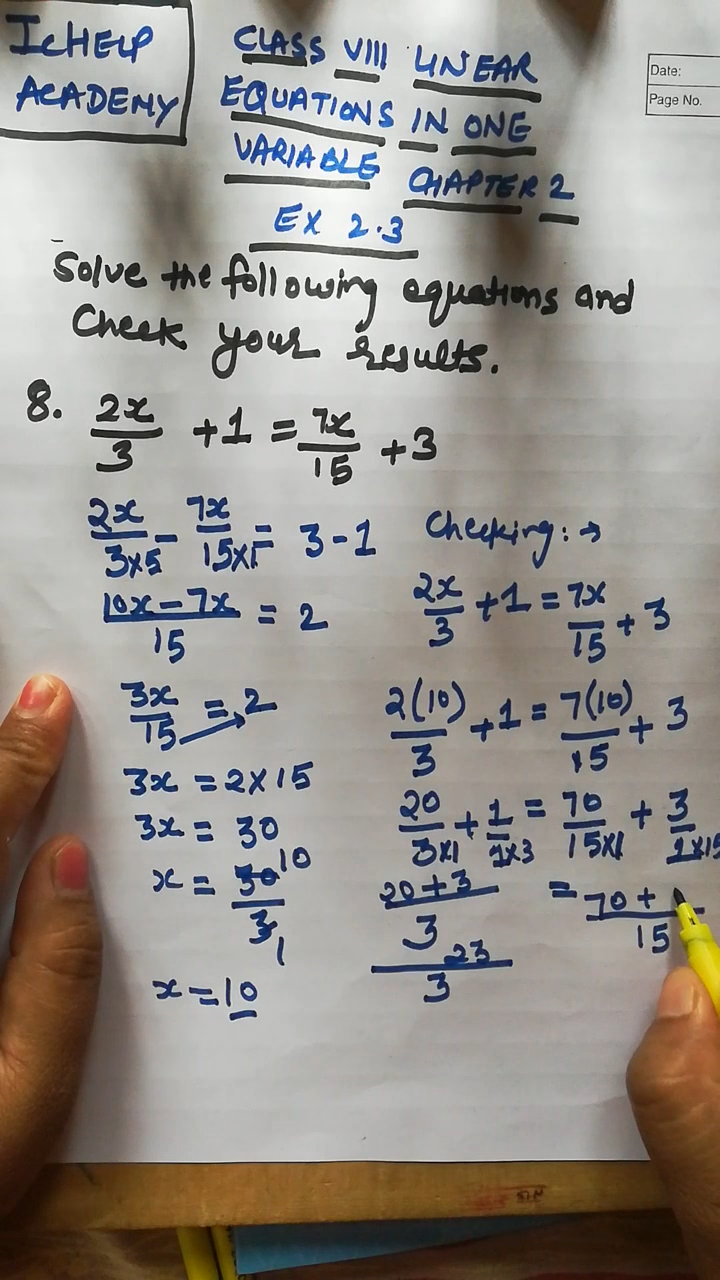 IcHELP
ACADEMY
CLASS VIII LINEAR
EQUATIONS IN ONE
VARIABLE CHAPTER 2
EX 2.3
Date:
Page No.
Solve the following equations and
Check your results.
8. 2x/3 + 1 = 7x/15 + 3
2x/3×5 - 7x/15×1 = 3-1
10x-7x/15 = 2
3x/15 = 2
3x = 2×15
3x = 30
x = 30 10/3 1
x = 10
Checking:→
2x/3 + 1 = 7x/15 + 3
2(10)/3 + 1 = 7(10)/15 + 3
20/3×1 + 1/1×3 = 70/15×1 + 3/1×15
20+3/3 = 70+/15
23/3